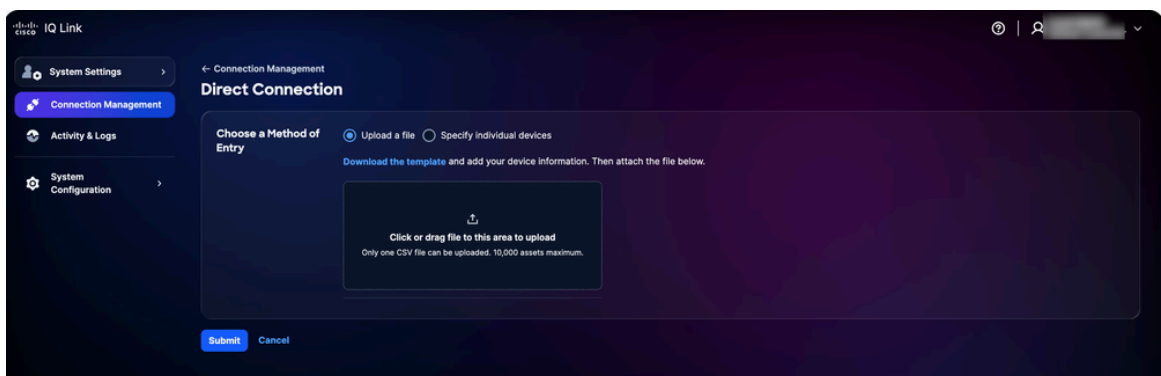 cisco IQ Link
System Settings
← Connection Management
Direct Connection
Connection Management
Activity & Logs
System
Configuration
Choose a Method of
Entry
Upload a file
Specify individual devices
Download the template and add your device information. Then attach the file below.
Click or drag file to this area to upload
Only one CSV file can be uploaded. 10,000 assets maximum.
Submit
Cancel